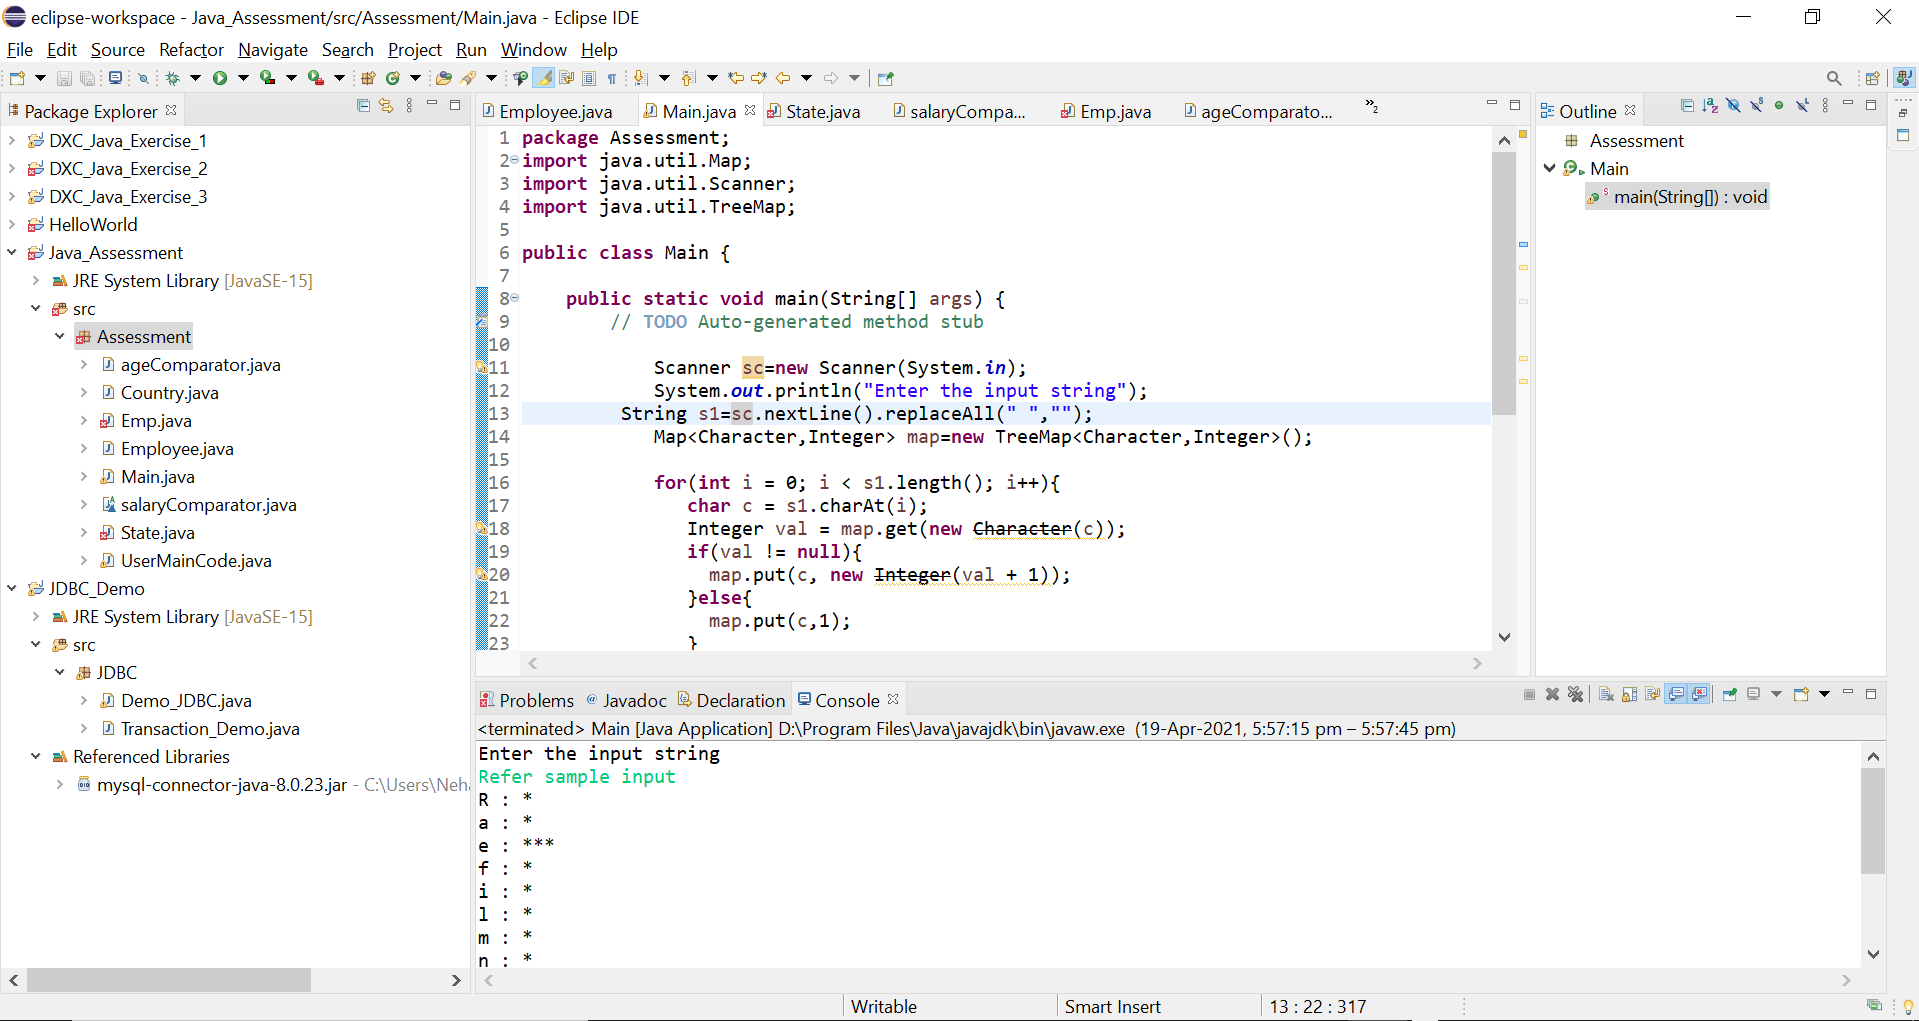 eclipse-workspace - Java_Assessment/src/Assessment/Main.java - Eclipse IDE
File Edit Source Refactor Navigate Search Project Run Window Help
Package Explorer
DXC_Java_Exercise_1
DXC_Java_Exercise_2
DXC_Java_Exercise_3
HelloWorld
Java_Assessment
JRE System Library [JavaSE-15]
src
Assessment
ageComparator.java
Country.java
Emp.java
Employee.java
Main.java
salaryComparator.java
State.java
UserMainCode.java
JDBC_Demo
JRE System Library [JavaSE-15]
src
JDBC
Demo_JDBC.java
Transaction_Demo.java
Referenced Libraries
mysql-connector-java-8.0.23.jar - C:\Users\Neha
Employee.java Main.java State.java salaryCompa... Emp.java ageComparato... »2
1 package Assessment;
2 import java.util.Map;
3 import java.util.Scanner;
4 import java.util.TreeMap;
5
6 public class Main {
7
8 public static void main(String[] args) {
9 // TODO Auto-generated method stub
10
11 Scanner sc=new Scanner(System.in);
12 System.out.println("Enter the input string");
13 String s1=sc.nextLine().replaceAll(" ","");
14 Map<Character,Integer> map=new TreeMap<Character,Integer>();
15
16 for(int i = 0; i < s1.length(); i++){
17 char c = s1.charAt(i);
18 Integer val = map.get(new Character(c));
19 if(val != null){
20 map.put(c, new Integer(val + 1));
21 }else{
22 map.put(c,1);
23 }
Outline
Assessment
Main
main(String[]) : void
Problems Javadoc Declaration Console
<terminated> Main [Java Application] D:\Program Files\Java\javajdk\bin\javaw.exe (19-Apr-2021, 5:57:15 pm – 5:57:45 pm)
Enter the input string
Refer sample input
R : *
a : *
e : ***
f : *
i : *
l : *
m : *
n : *
Writable Smart Insert 13 : 22 : 317